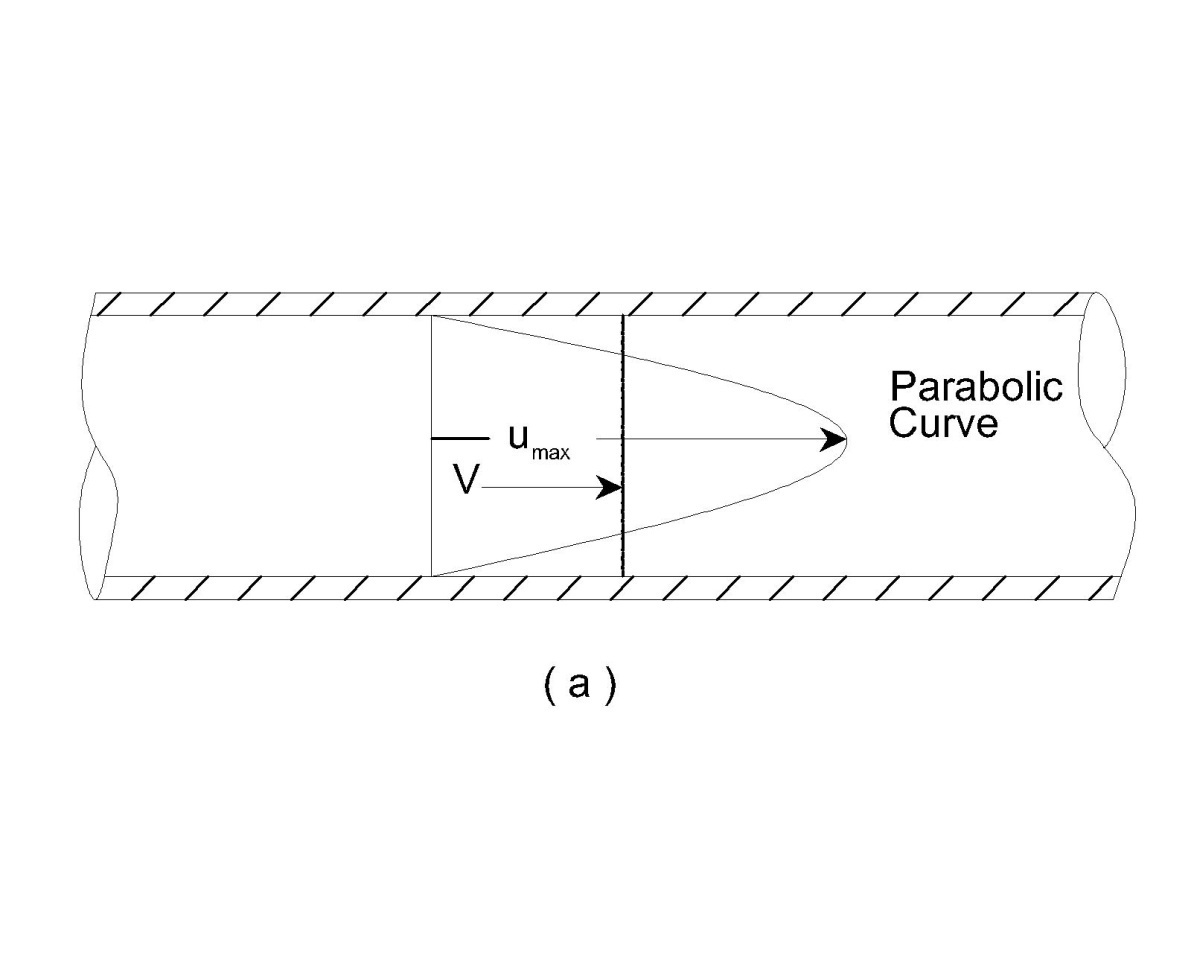 Parabolic
Curve
u max
V
( a )